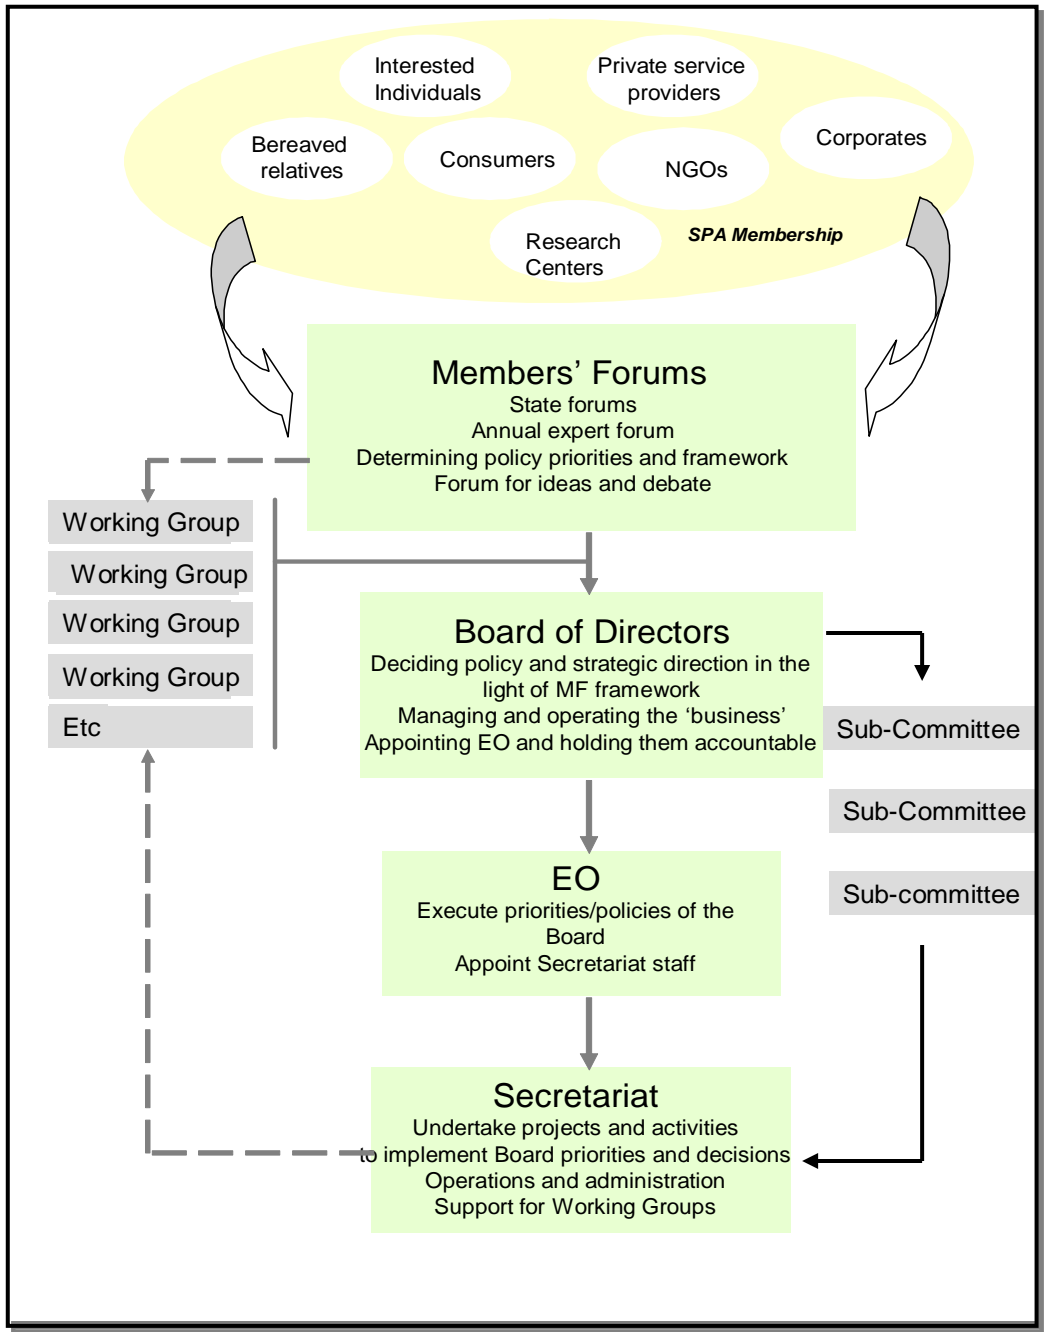 Interested
Individuals
Private service
providers
Corporates
Bereaved
relatives
Consumers
NGOs
Research
Centers
SPA Membership
Members’ Forums
State forums
Annual expert forum
Determining policy priorities and framework
Forum for ideas and debate
Working Group
Working Group
Working Group
Working Group
Etc
Board of Directors
Deciding policy and strategic direction in the
light of MF framework
Managing and operating the ‘business’
Appointing EO and holding them accountable
Sub-Committee
Sub-Committee
Sub-committee
EO
Execute priorities/policies of the
Board
Appoint Secretariat staff
Secretariat
Undertake projects and activities
to implement Board priorities and decisions
Operations and administration
Support for Working Groups